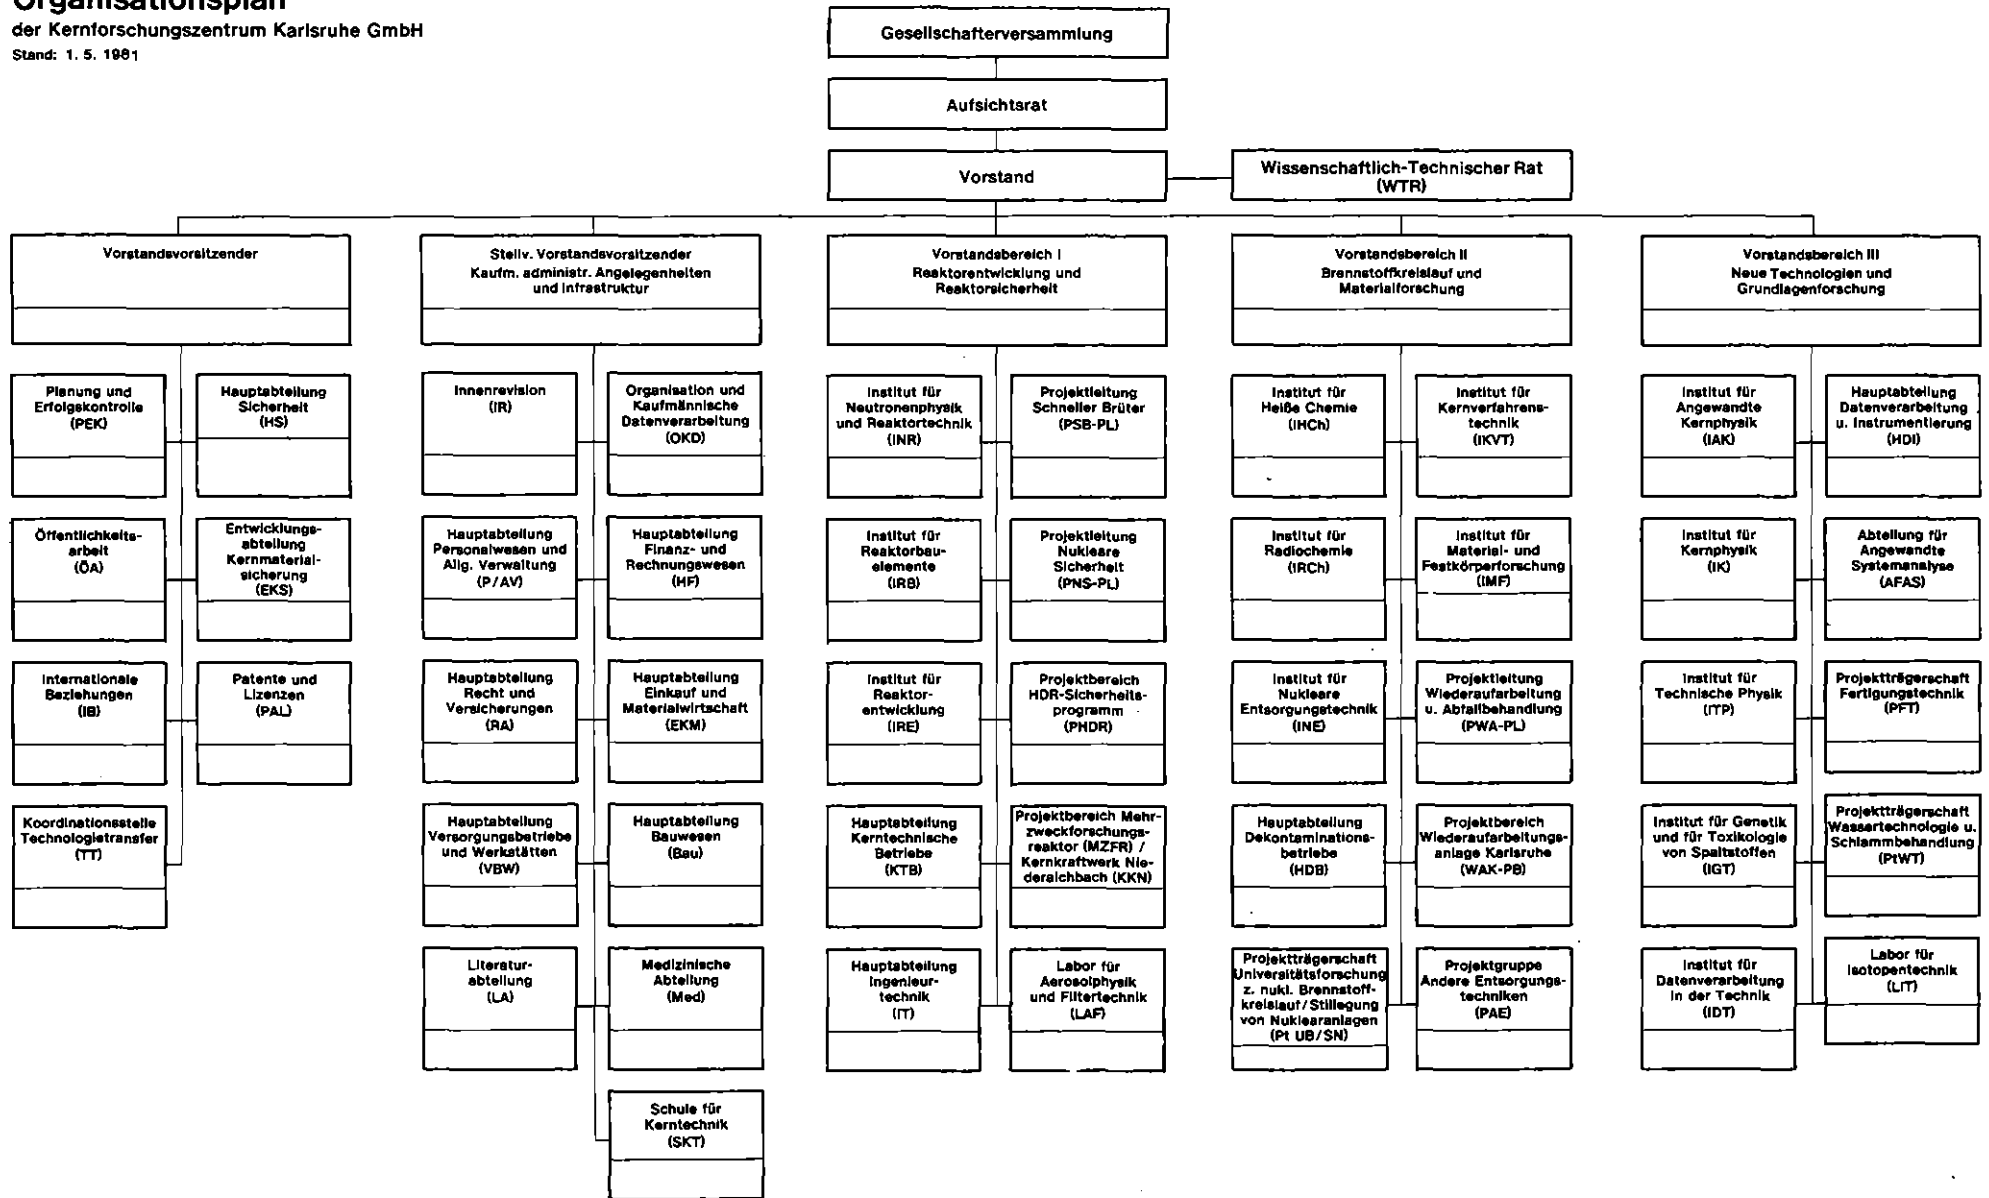 Organisationsplan
der Kernforschungszentrum Karlsruhe GmbH
Stand: 1. 5. 1981
Gesellschafterversammlung
Aufsichtsrat
Vorstand
Wissenschaftlich-Technischer Rat
(WTR)
Vorstandsvorsitzender
Stellv. Vorstandsvorsitzender
Kaufm. administr. Angelegenheiten
und Infrastruktur
Vorstandsbereich I
Reaktorentwicklung und
Reaktorsicherheit
Vorstandsbereich II
Brennstoffkreislauf und
Materialforschung
Vorstandsbereich III
Neue Technologien und
Grundlagenforschung
Planung und
Erfolgskontrolle
(PEK)
Hauptabteilung
Sicherheit
(HS)
Öffentlichkeits-
arbeit
(ÖA)
Entwicklungs-
abteilung
Kernmaterial-
sicherung
(EKS)
Internationale
Beziehungen
(IB)
Patente und
Lizenzen
(PAL)
Koordinationsstelle
Technologietransfer
(TT)
Innenrevision
(IR)
Organisation und
Kaufmännische
Datenverarbeitung
(OKD)
Hauptabteilung
Personalwesen und
Allg. Verwaltung
(P/AV)
Hauptabteilung
Finanz- und
Rechnungswesen
(HF)
Hauptabteilung
Recht und
Versicherungen
(RA)
Hauptabteilung
Einkauf und
Materialwirtschaft
(EKM)
Hauptabteilung
Versorgungsbetriebe
und Werkstätten
(VBW)
Hauptabteilung
Bauwesen
(Bau)
Literatur-
abteilung
(LA)
Medizinische
Abteilung
(Med)
Schule für
Kerntechnik
(SKT)
Institut für
Neutronenphysik
und Reaktortechnik
(INR)
Projektleitung
Schneller Brüter
(PSB-PL)
Institut für
Reaktorbau-
elemente
(IRB)
Projektleitung
Nukleare
Sicherheit
(PNS-PL)
Institut für
Reaktor-
entwicklung
(IRE)
Projektbereich
HDR-Sicherheits-
programm
(PHDR)
Hauptabteilung
Kerntechnische
Betriebe
(KTB)
Projektbereich Mehr-
zweckforschungs-
reaktor (MZFR) /
Kernkraftwerk Nie-
deraichbach (KKN)
Hauptabteilung
Ingenieur-
technik
(IT)
Labor für
Aerosolphysik
und Filtertechnik
(LAF)
Institut für
Heiße Chemie
(IHCh)
Institut für
Kernverfahrens-
technik
(IKVT)
Institut für
Radiochemie
(IRCh)
Institut für
Material- und
Festkörperforschung
(IMF)
Institut für
Nukleare
Entsorgungstechnik
(INE)
Projektleitung
Wiederaufarbeitung
u. Abfallbehandlung
(PWA-PL)
Hauptabteilung
Dekontaminations-
betriebe
(HDB)
Projektbereich
Wiederaufarbeitungs-
anlage Karlsruhe
(WAK-PB)
Projektträgerschaft
Universitätsforschung
z. nukl. Brennstoff-
kreislauf/Stillegung
von Nuklearanlagen
(Pt UB/SN)
Projektgruppe
Andere Entsorgungs-
techniken
(PAE)
Institut für
Angewandte
Kernphysik
(IAK)
Hauptabteilung
Datenverarbeitung
u. Instrumentierung
(HDI)
Institut für
Kernphysik
(IK)
Abteilung für
Angewandte
Systemanalyse
(AFAS)
Institut für
Technische Physik
(ITP)
Projektträgerschaft
Fertigungstechnik
(PFT)
Institut für Genetik
und für Toxikologie
von Spaltstoffen
(IGT)
Projektträgerschaft
Wassertechnologie u.
Schlammbehandlung
(PtWT)
Institut für
Datenverarbeitung
in der Technik
(IDT)
Labor für
Isotopentechnik
(LIT)